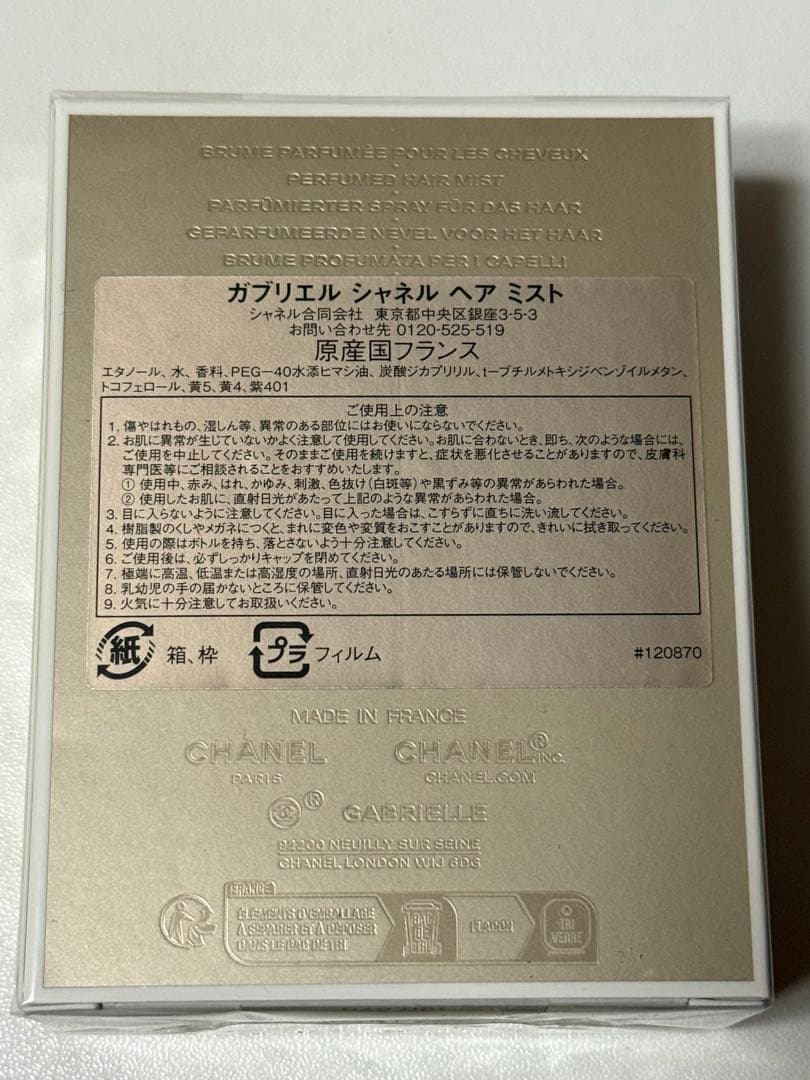 BRUME PARFUMÉE POUR LES CHEVEUX
PERFUMED HAIR MIST
PARFÜMIERTER SPRAY FÜR DAS HAAR
GEPARFUMEERDE NEVEL VOOR HET HAAR
BRUME PROFUMATA PER I CAPELLI
ガブリエル シャネル ヘア ミスト
シャネル合同会社 東京都中央区銀座3-5-3
お問い合わせ先 0120-525-519
原産国フランス
エタノール、水、香料、PEG-40水添ヒマシ油、炭酸ジカプリリル、t-ブチルメトキシジベンゾイルメタン、
トコフェロール、黄5、黄4、紫401
ご使用上の注意
1. 傷やはれもの、湿しん等、異常のある部位にはお使いにならないでください。
2. お肌に異常が生じていないかよく注意して使用してください。お肌に合わないとき、即ち、次のような場合には、
ご使用を中止してください。そのままご使用を続けますと、症状を悪化させることがありますので、皮膚科
専門医等にご相談されることをおすすめいたします。
① 使用中、赤み、はれ、かゆみ、刺激、色抜け(白斑等)や黒ずみ等の異常があらわれた場合。
② 使用したお肌に、直射日光があたって上記のような異常があらわれた場合。
3. 目に入らないように注意してください。目に入った場合は、こすらずに直ちに洗い流してください。
4. 樹脂製のくしやメガネにつくと、まれに変色や変質をおこすことがありますので、きれいに拭き取ってください。
5. 使用の際はボトルを持ち、落とさないよう十分注意してください。
6. ご使用後は、必ずしっかりキャップを閉めてください。
7. 極端に高温、低温または高湿度の場所、直射日光のあたる場所には保管しないでください。
8. 乳幼児の手の届かないところに保管してください。
9. 火気に十分注意してお取扱いください。
紙 箱、枠 プラ フィルム #120870
MADE IN FRANCE
CHANEL CHANEL® INC.
PARIS CHANEL.COM
® GABRIELLE
92200 NEUILLY SUR SEINE
CHANEL LONDON W1J 6DG
FRANCE
ÉLÉMENTS D'EMBALLAGE
À SÉPARER ET À DÉPOSER
DANS LE BAC DE TRI
BAC DE TRI
FLACON
TRI VERRE